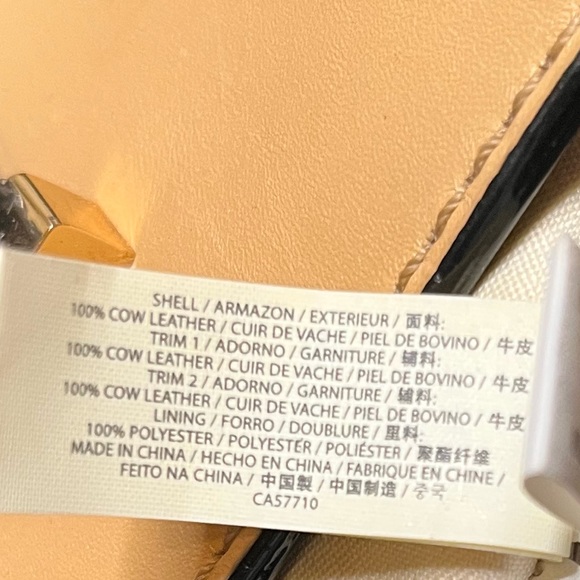 SHELL / ARMAZON / EXTERIEUR / 面料:
100% COW LEATHER / CUIR DE VACHE / PIEL DE BOVINO / 牛皮
TRIM 1 / ADORNO / GARNITURE / 辅料:
100% COW LEATHER / CUIR DE VACHE / PIEL DE BOVINO / 牛皮
TRIM 2 / ADORNO / GARNITURE / 辅料:
100% COW LEATHER / CUIR DE VACHE / PIEL DE BOVINO / 牛皮
LINING / FORRO / DOUBLURE / 里料:
100% POLYESTER / POLYESTER / POLIÉSTER / 聚酯纤维
MADE IN CHINA / HECHO EN CHINA / FABRIQUE EN CHINE /
FEITO NA CHINA / 中国製 / 中国制造 / 중국
CA57710